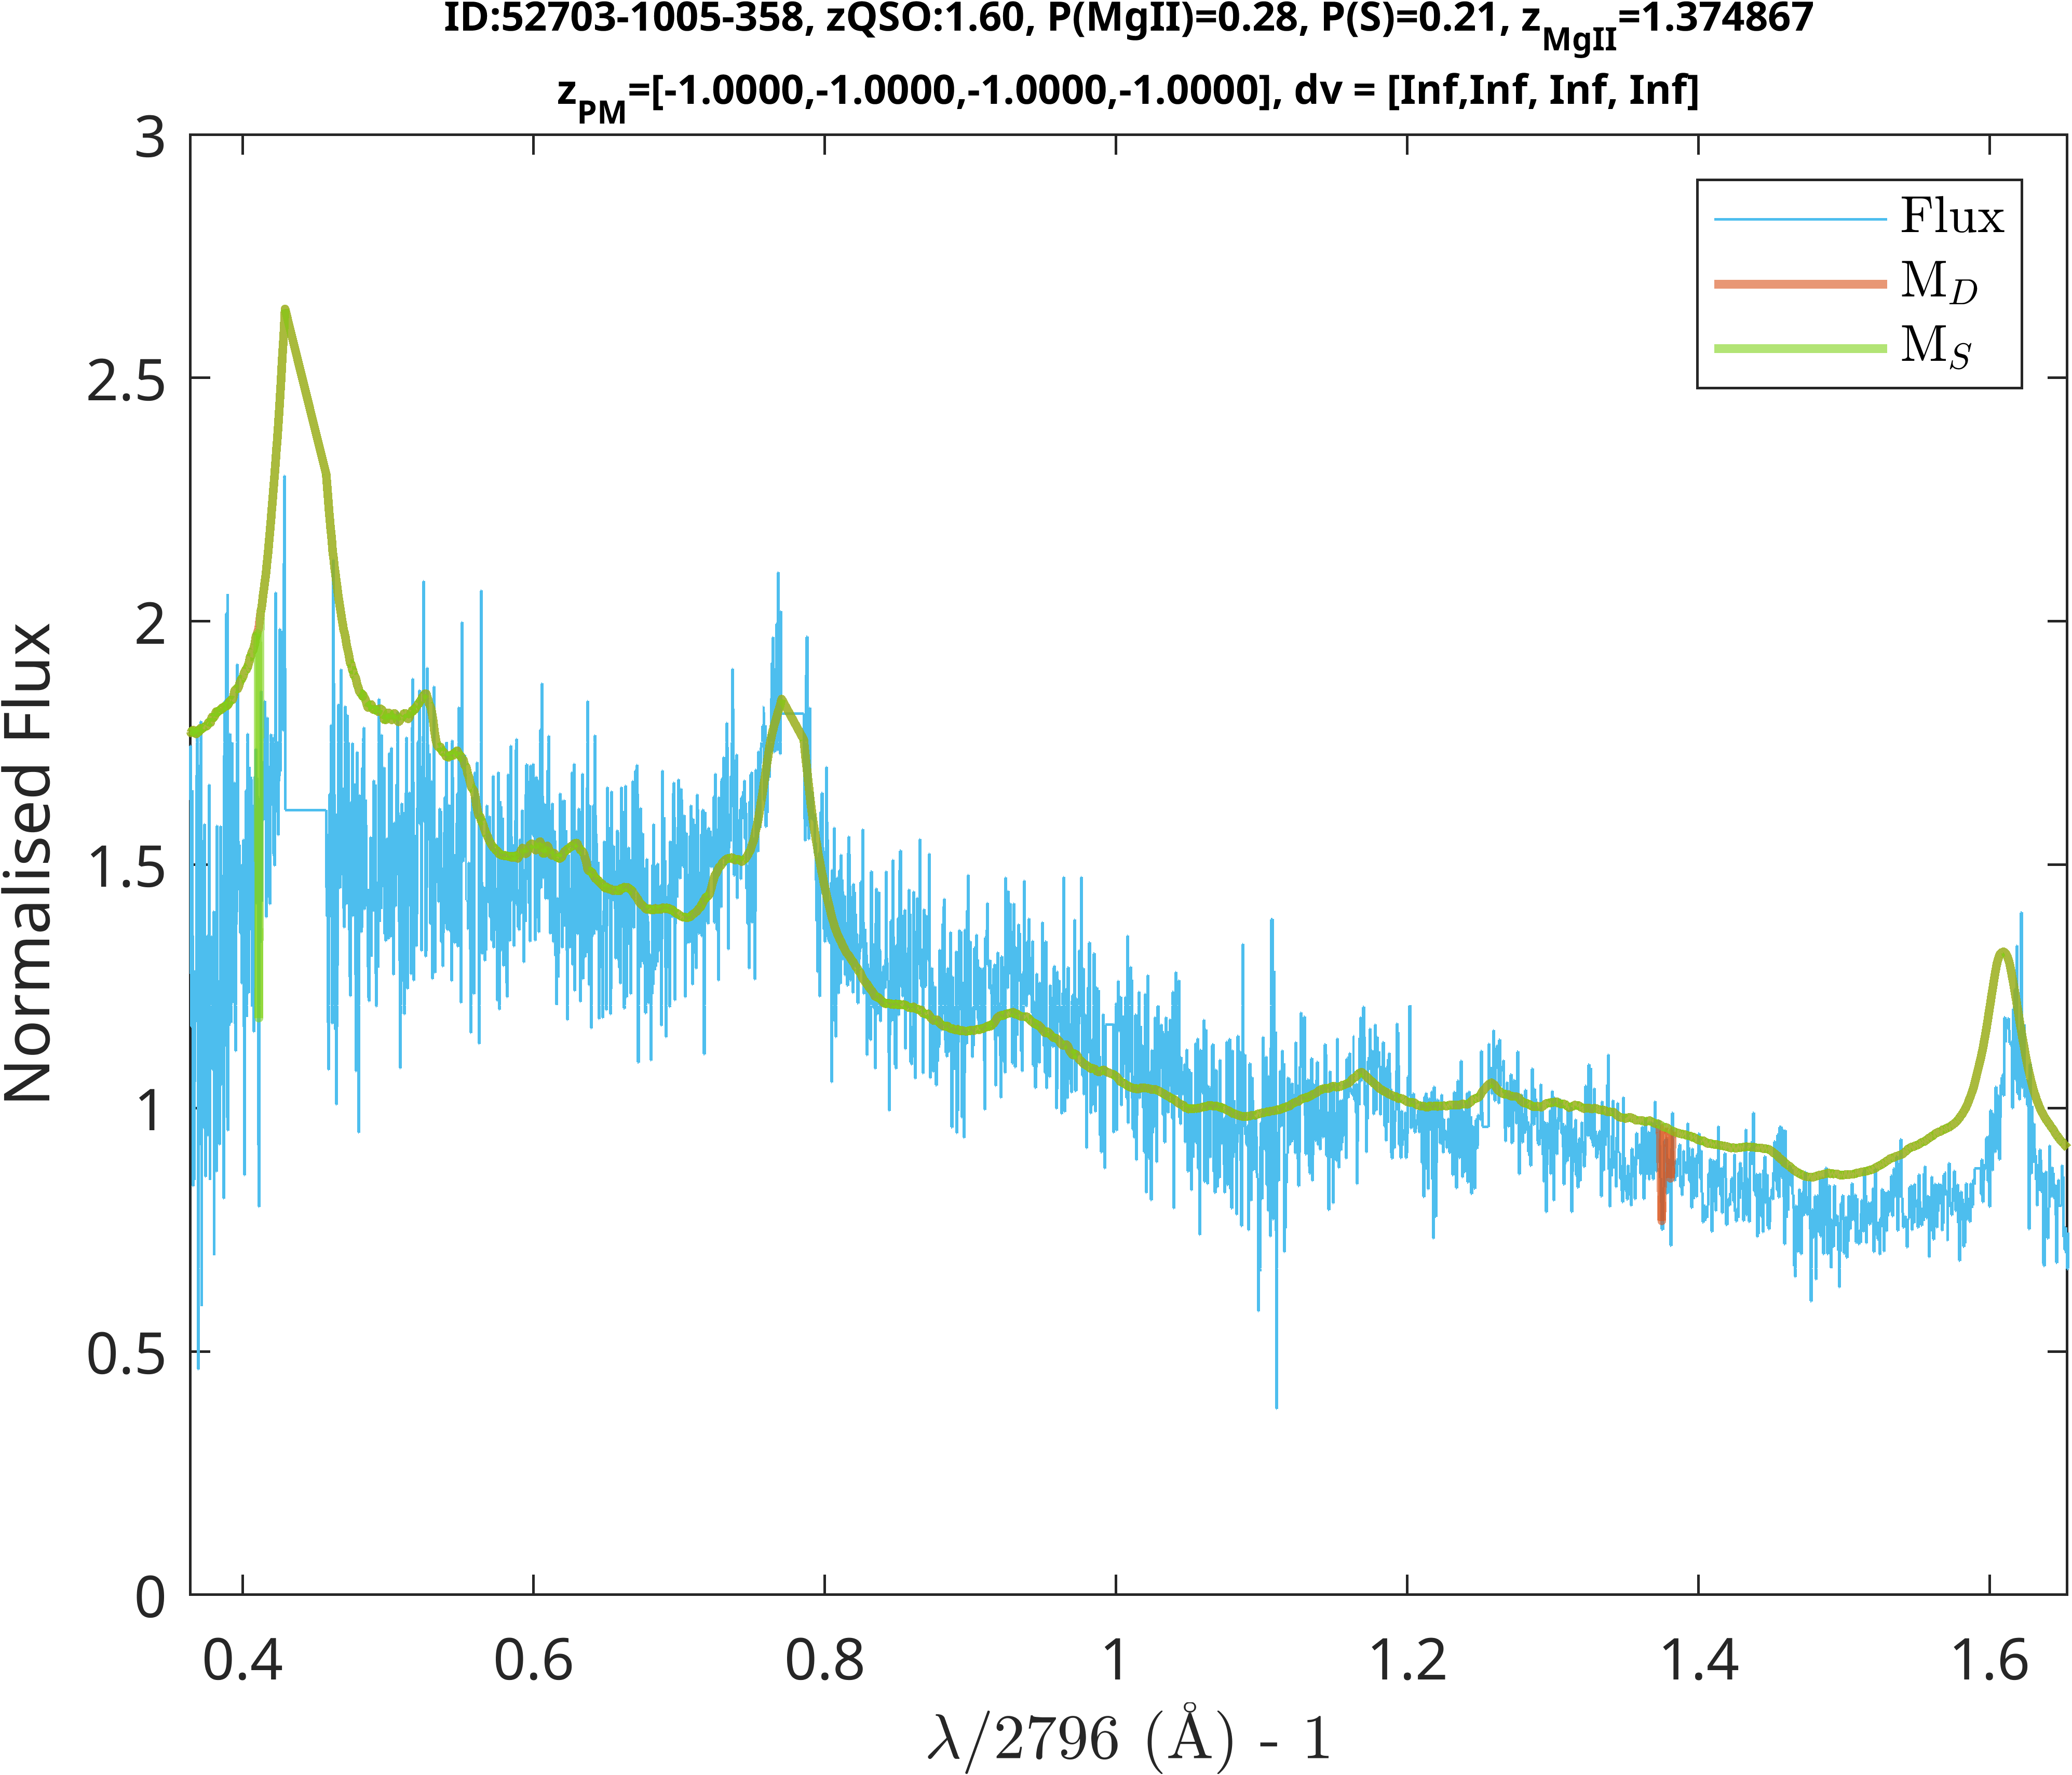 ID:52703-1005-358, zQSO:1.60, P(MgII)=0.28, P(S)=0.21, zMgII=1.374867
zPM=[-1.0000,-1.0000,-1.0000,-1.0000], dv = [Inf,Inf, Inf, Inf]
3
2.5
2
1.5
1
0.5
0
Normalised Flux
Flux
MD
MS
0.4 0.6 0.8 1 1.2 1.4 1.6
λ/2796 (Å) - 1